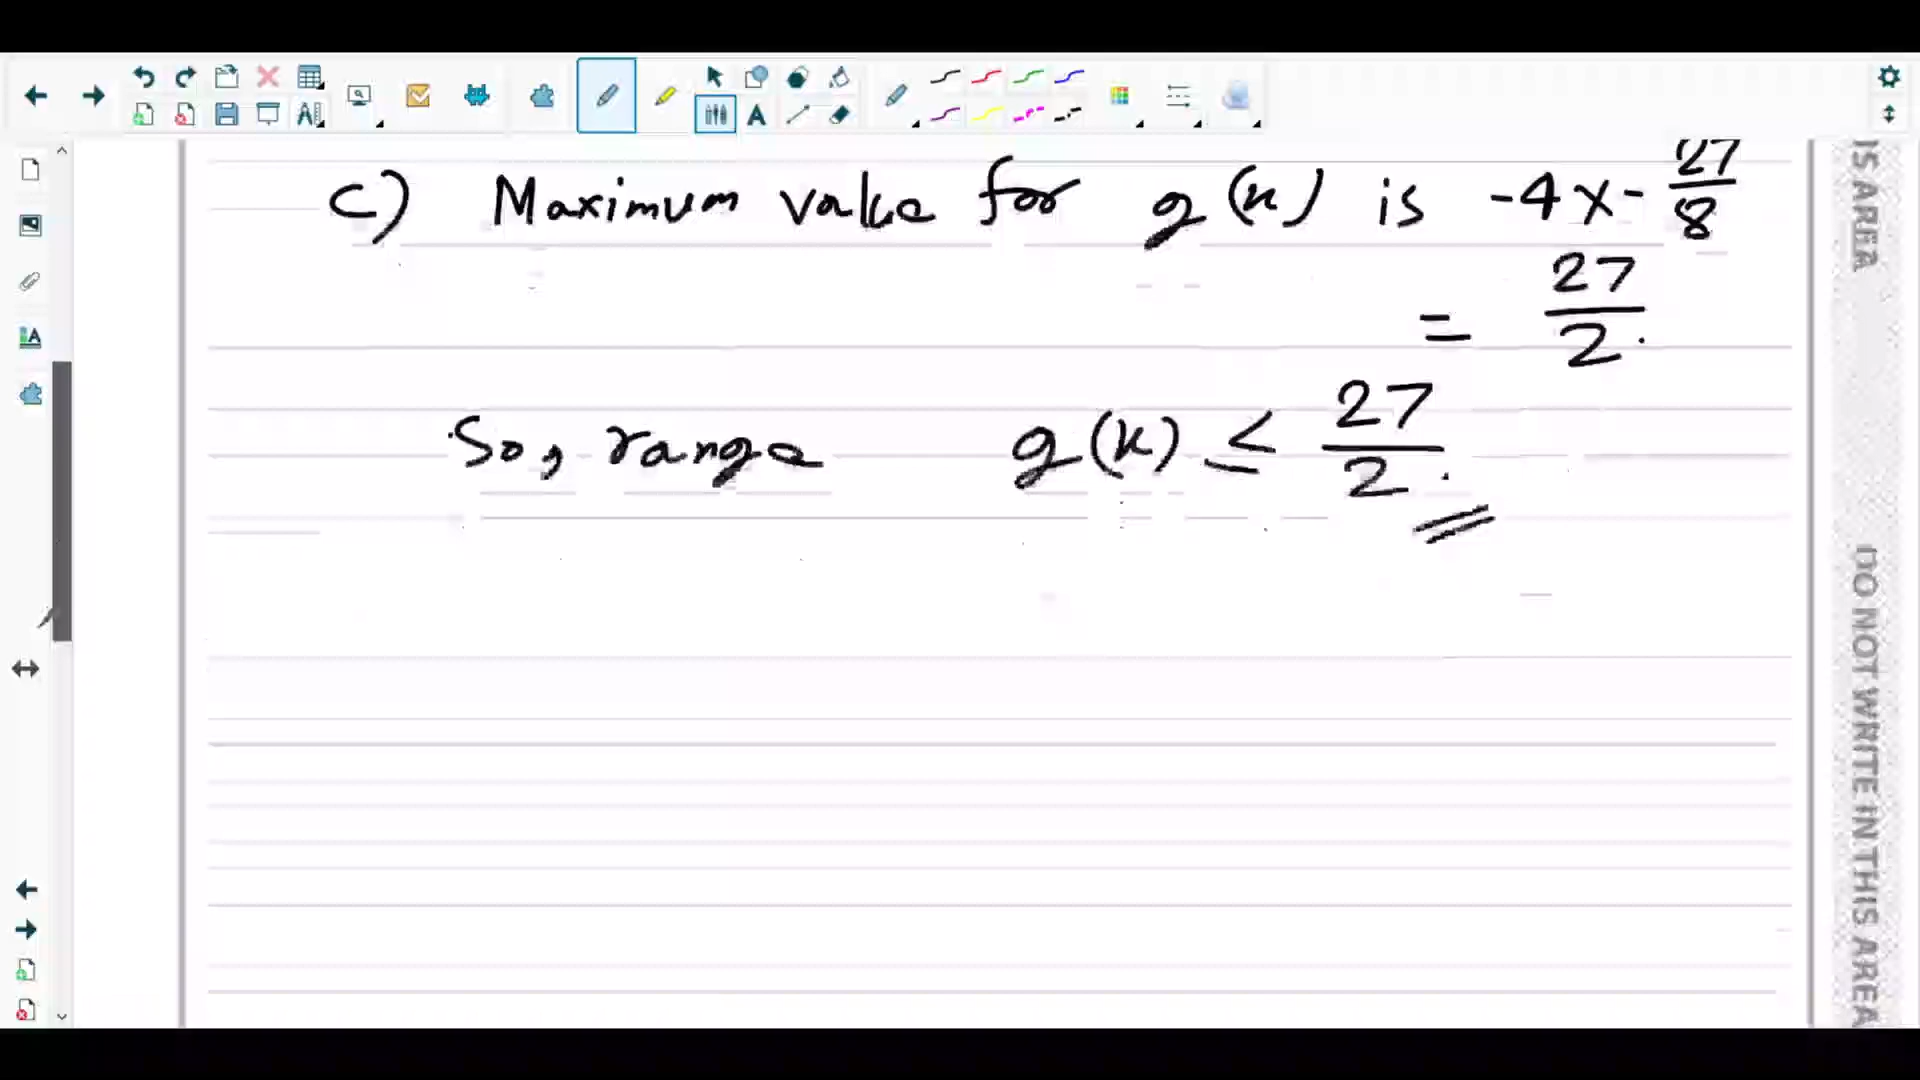 IS AREA
C) Maximum value for g(x) is -4 x - 27/8
= 27/2.
So, range g(x) ≤ 27/2.
DO NOT WRITE IN THIS AREA